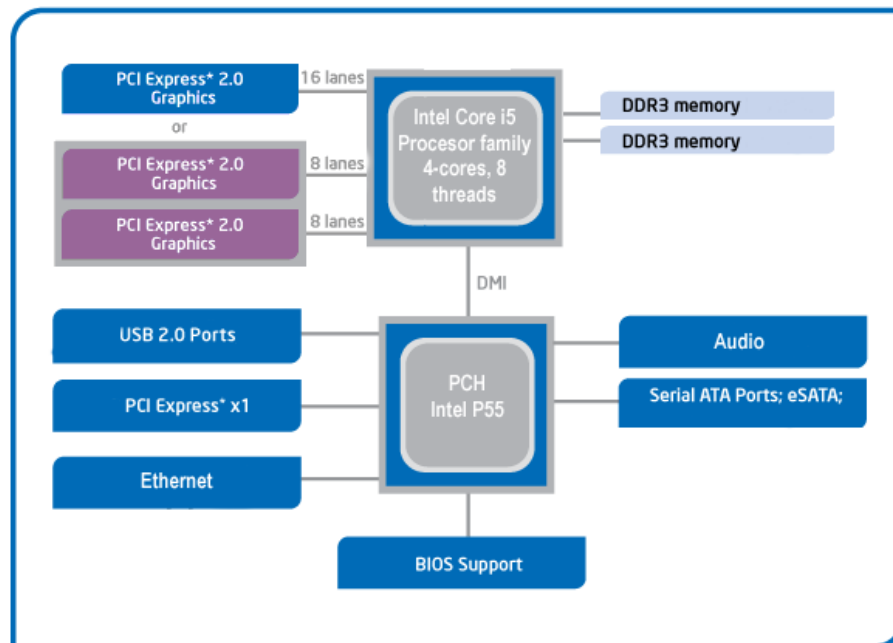 PCI Express* 2.0
Graphics
16 lanes
or
PCI Express* 2.0
Graphics
8 lanes
PCI Express* 2.0
Graphics
8 lanes
Intel Core i5
Procesor family
4-cores, 8
threads
DDR3 memory
DDR3 memory
DMI
USB 2.0 Ports
PCI Express* x1
Ethernet
PCH
Intel P55
Audio
Serial ATA Ports; eSATA;
BIOS Support